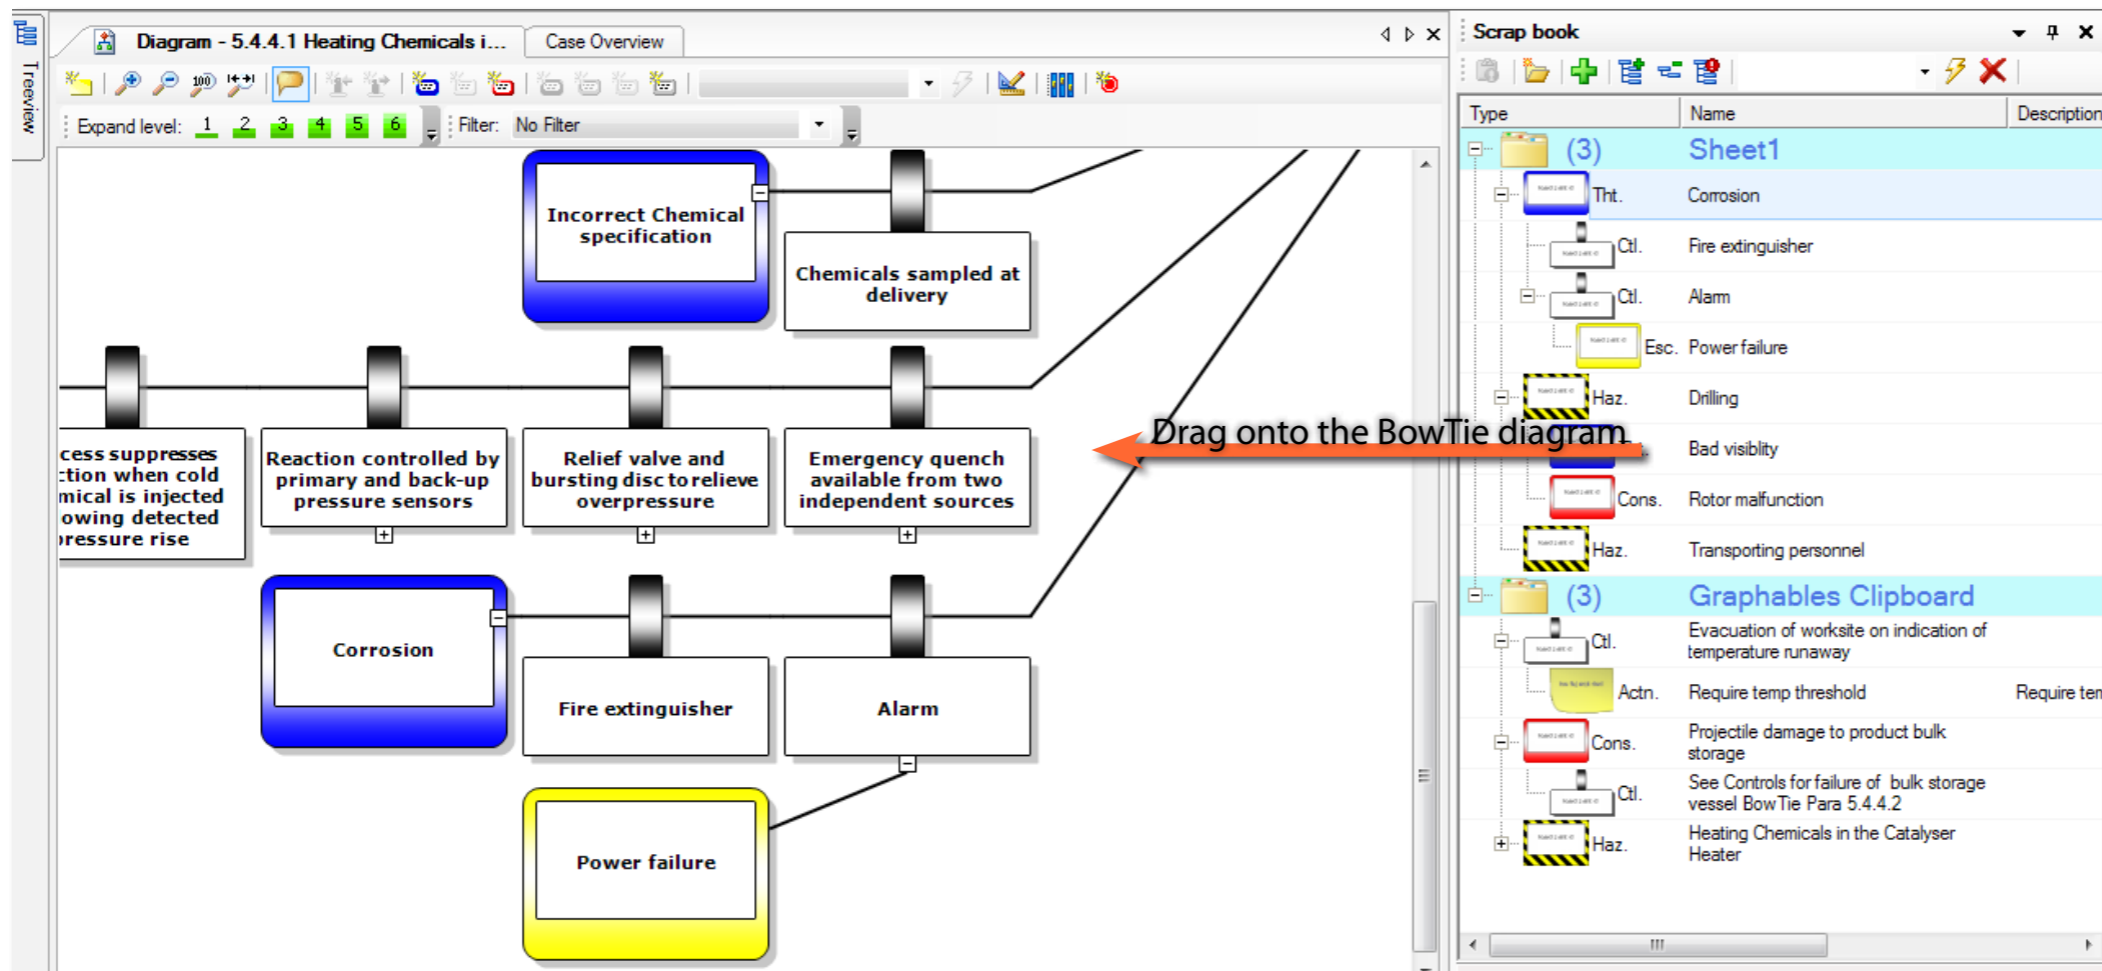 Treeview
Diagram - 5.4.4.1 Heating Chemicals i...
Case Overview
100
Expand level: 1 2 3 4 5 6
Filter: No Filter
Incorrect Chemical
specification
Chemicals sampled at
delivery
cess suppresses
ction when cold
mical is injected
owing detected
pressure rise
Reaction controlled by
primary and back-up
pressure sensors
Relief valve and
bursting disc to relieve
overpressure
Emergency quench
available from two
independent sources
Corrosion
Fire extinguisher
Alarm
Power failure
Drag onto the BowTie diagram
Scrap book
Type Name Description
(3) Sheet1
Tht. Corrosion
Ctl. Fire extinguisher
Ctl. Alarm
Esc. Power failure
Haz. Drilling
Bad visiblity
Cons. Rotor malfunction
Haz. Transporting personnel
(3) Graphables Clipboard
Ctl. Evacuation of worksite on indication of
temperature runaway
Actn. Require temp threshold Require tem
Cons. Projectile damage to product bulk
storage
Ctl. See Controls for failure of bulk storage
vessel BowTie Para 5.4.4.2
Haz. Heating Chemicals in the Catalyser
Heater